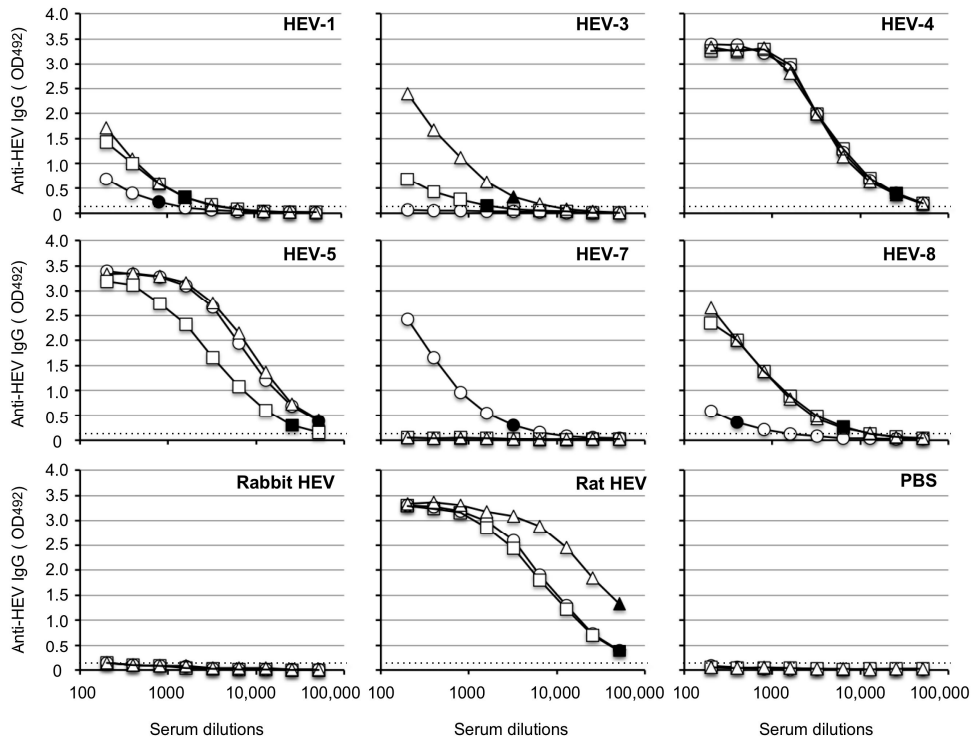 4.0
3.5
3.0
2.5
2.0
1.5
1.0
0.5
0
Anti-HEV IgG ( OD492)
HEV-1
HEV-3
HEV-4
4.0
3.5
3.0
2.5
2.0
1.5
1.0
0.5
0
Anti-HEV IgG ( OD492)
HEV-5
HEV-7
HEV-8
4.0
3.5
3.0
2.5
2.0
1.5
1.0
0.5
0
Anti-HEV IgG ( OD492)
Rabbit HEV
Rat HEV
PBS
100 1000 10,000 100,000
100 1000 10,000 100,000
100 1000 10,000 100,000
Serum dilutions
Serum dilutions
Serum dilutions